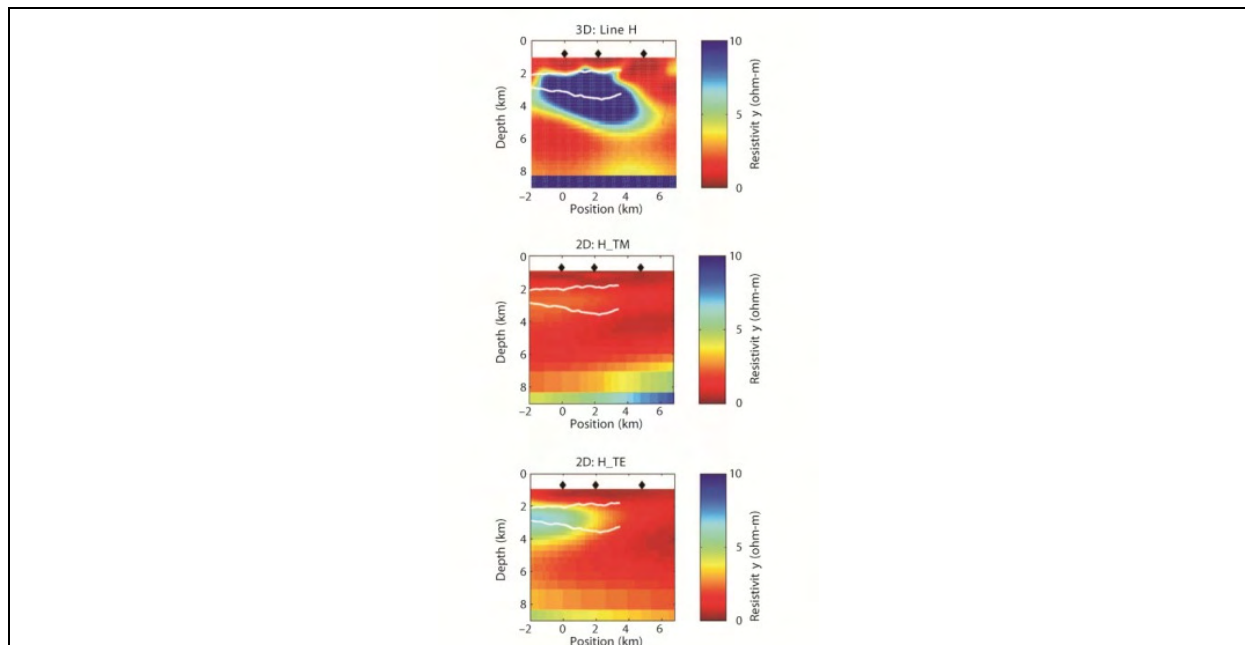 3D: Line H
0
2
4
6
8
Depth (km)
-2 0 2 4 6
Position (km)
10
5
0
Resistivit y (ohm-m)
2D: H_TM
0
2
4
6
8
Depth (km)
-2 0 2 4 6
Position (km)
10
5
0
Resistivit y (ohm-m)
2D: H_TE
0
2
4
6
8
Depth (km)
-2 0 2 4 6
Position (km)
10
5
0
Resistivit y (ohm-m)